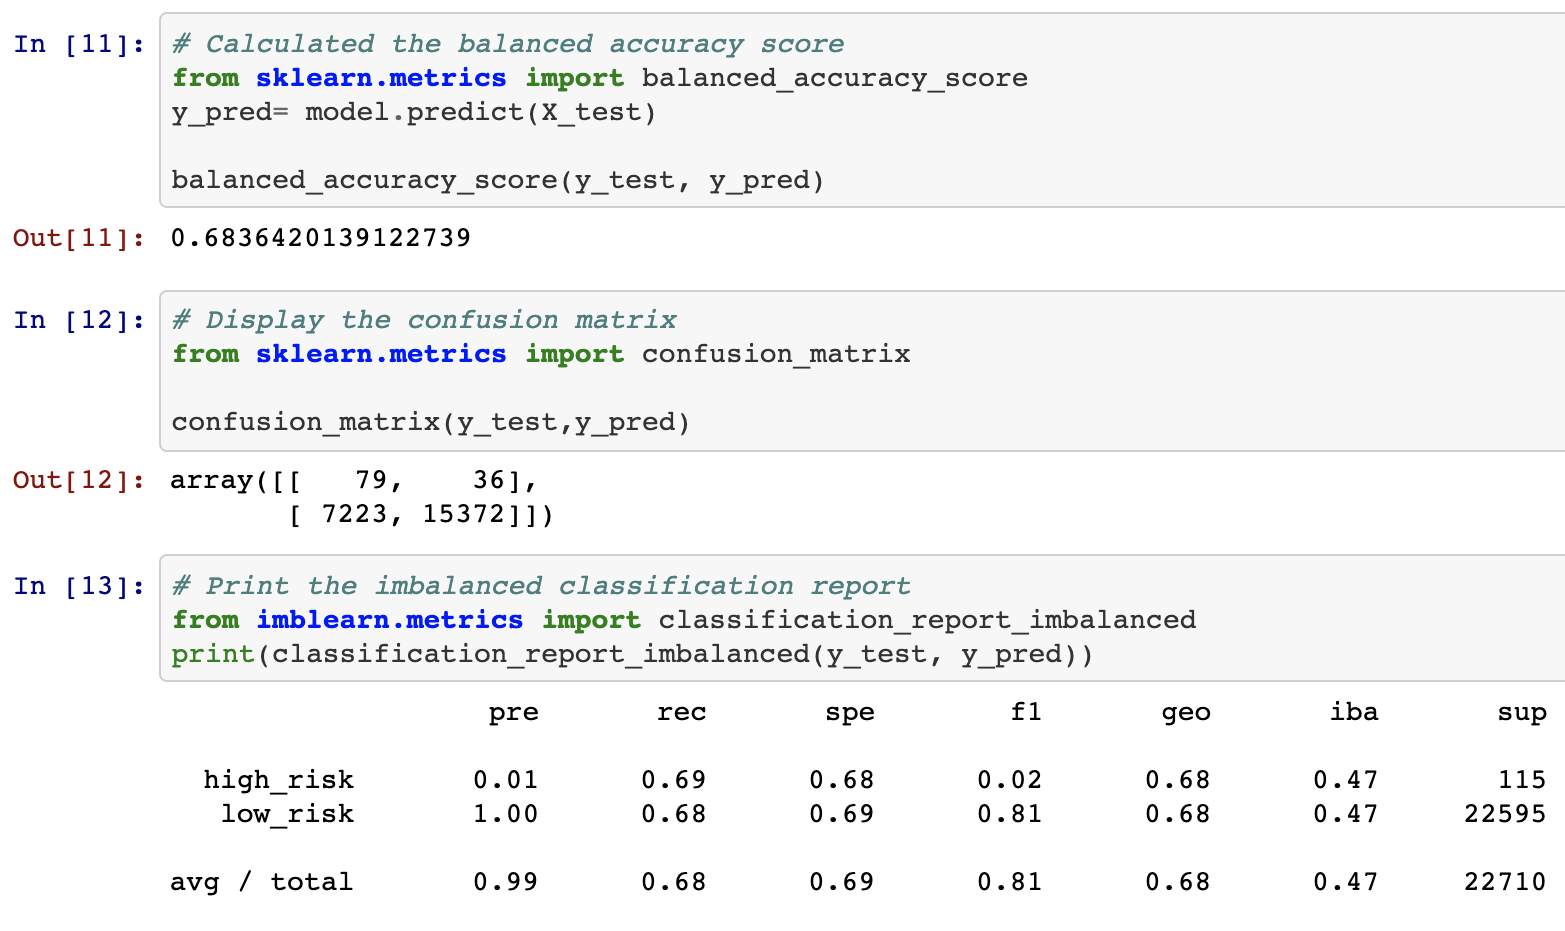 In [11]: # Calculated the balanced accuracy score
from sklearn.metrics import balanced_accuracy_score
y_pred= model.predict(X_test)
balanced_accuracy_score(y_test, y_pred)
Out[11]: 0.6836420139122739
In [12]: # Display the confusion matrix
from sklearn.metrics import confusion_matrix
confusion_matrix(y_test,y_pred)
Out[12]: array([[   79,    36],
       [ 7223, 15372]])
In [13]: # Print the imbalanced classification report
from imblearn.metrics import classification_report_imbalanced
print(classification_report_imbalanced(y_test, y_pred))
pre rec spe f1 geo iba sup
high_risk 0.01 0.69 0.68 0.02 0.68 0.47 115
low_risk 1.00 0.68 0.69 0.81 0.68 0.47 22595
avg / total 0.99 0.68 0.69 0.81 0.68 0.47 22710